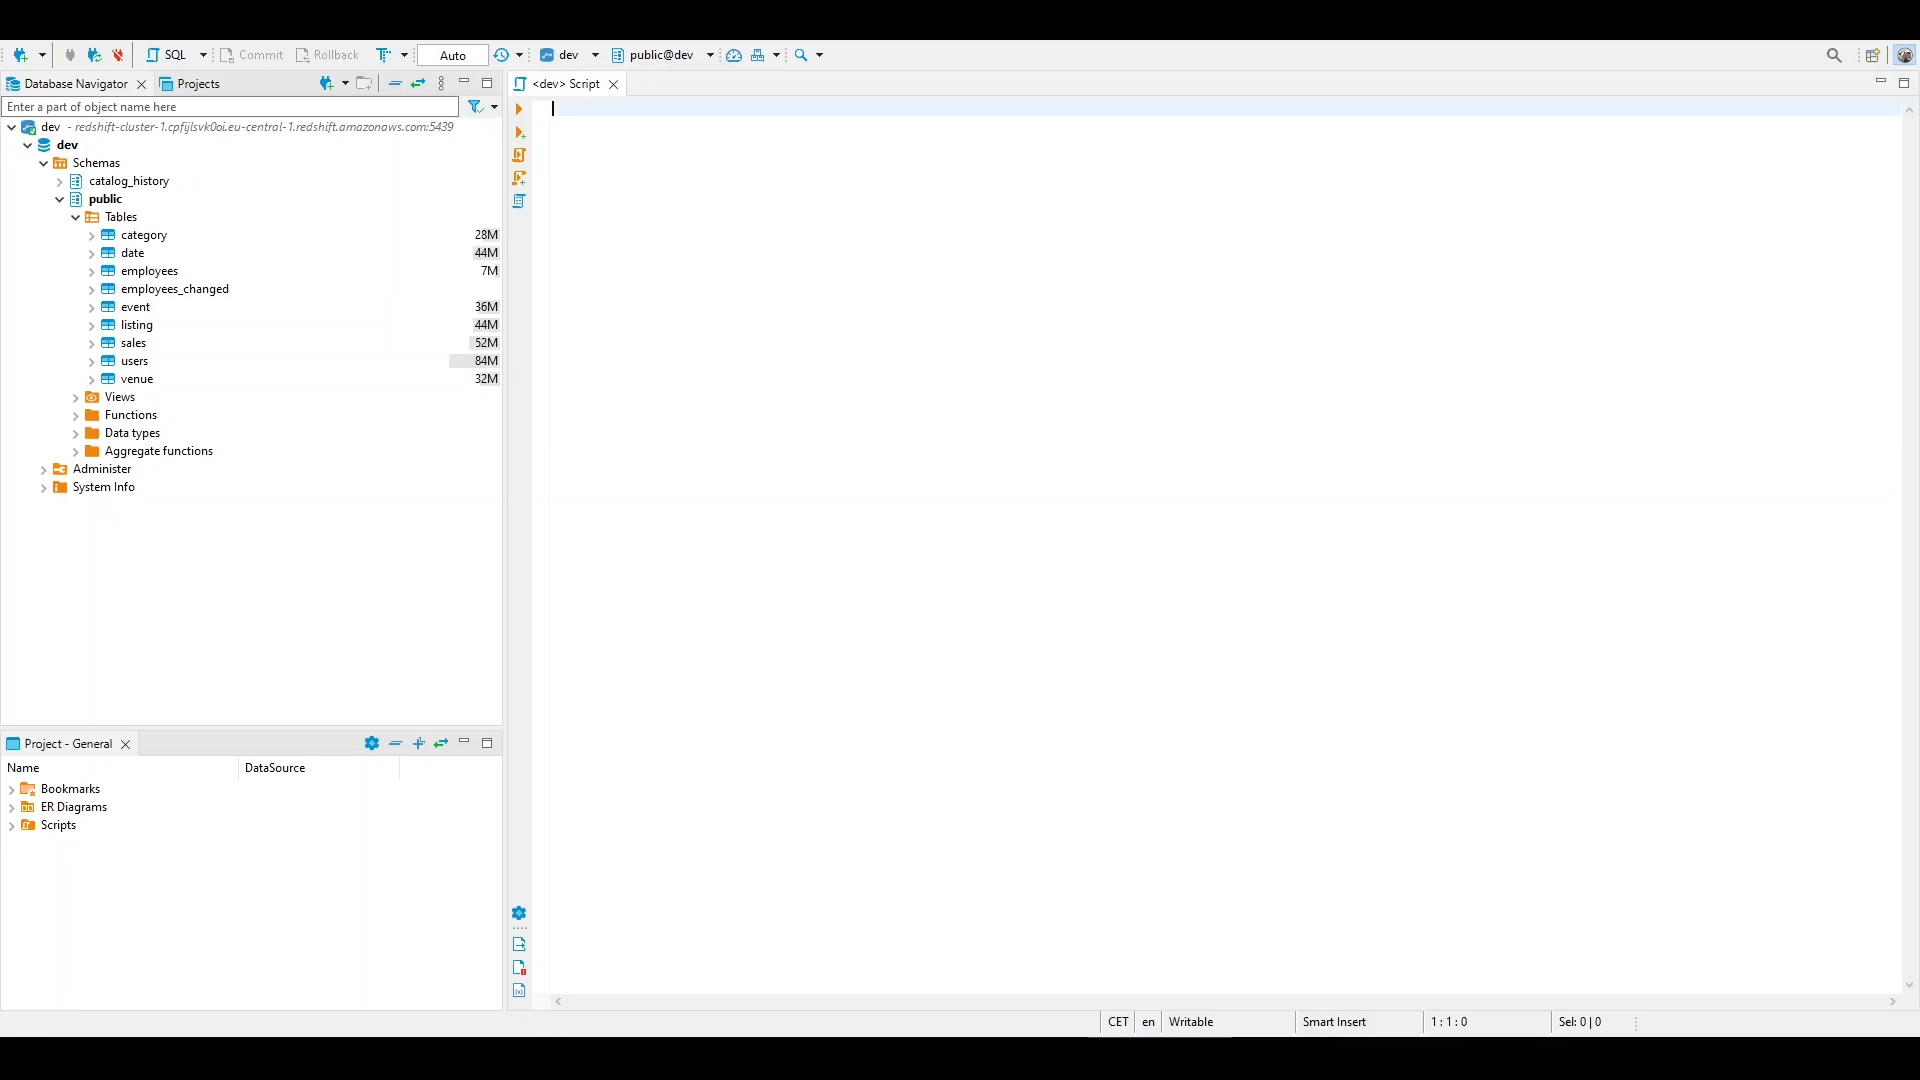 SQL Commit Rollback Auto dev public@dev
Database Navigator Projects
<dev> Script
Enter a part of object name here
dev - redshift-cluster-1.cpfijlsvk0oi.eu-central-1.redshift.amazonaws.com:5439
dev
Schemas
catalog_history
public
Tables
category 28M
date 44M
employees 7M
employees_changed
event 36M
listing 44M
sales 52M
users 84M
venue 32M
Views
Functions
Data types
Aggregate functions
Administer
System Info
Project - General
Name DataSource
Bookmarks
ER Diagrams
Scripts
CET en Writable Smart Insert 1 : 1 : 0 Sel: 0 | 0